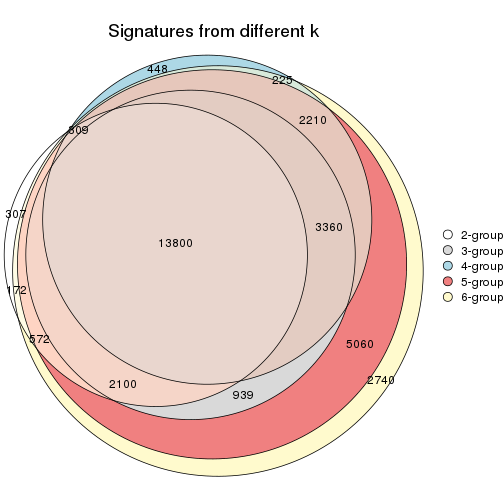 Signatures from different k
448
225
2210
809
307
3360
13800
172
572
5060
2740
2100
939
2-group
3-group
4-group
5-group
6-group